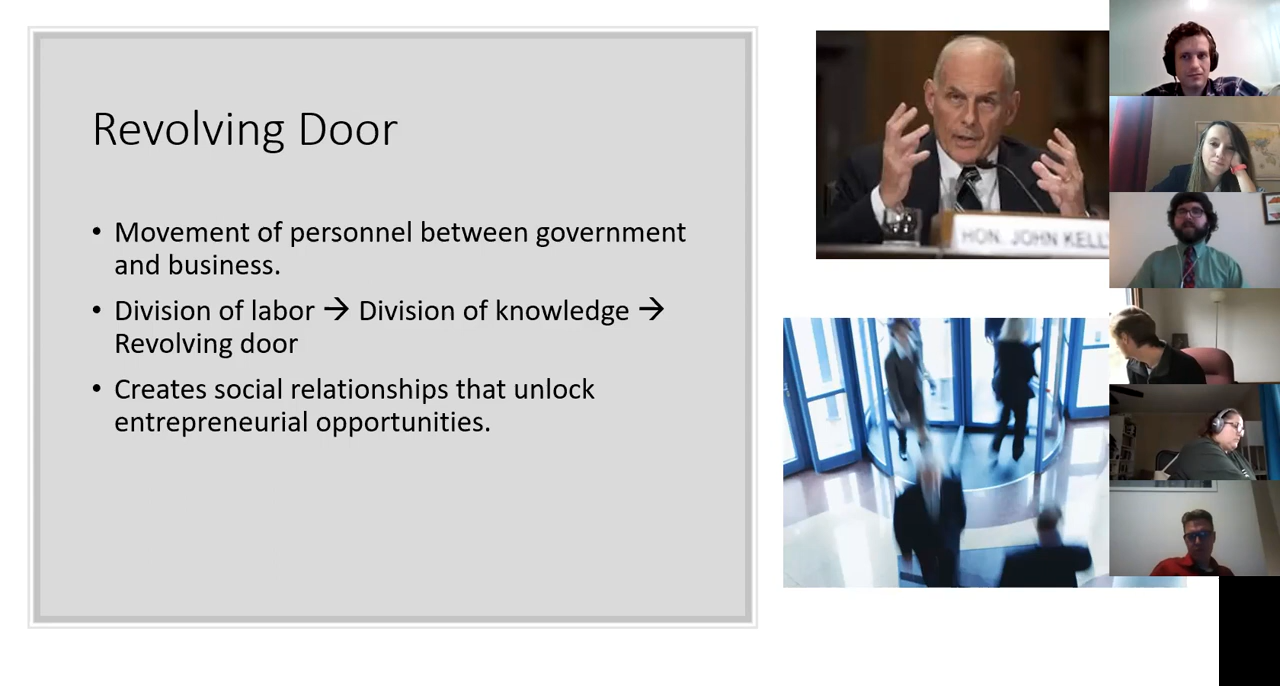 Revolving Door
• Movement of personnel between government
and business.
• Division of labor → Division of knowledge →
Revolving door
• Creates social relationships that unlock
entrepreneurial opportunities.
HON. JOHN KELLY